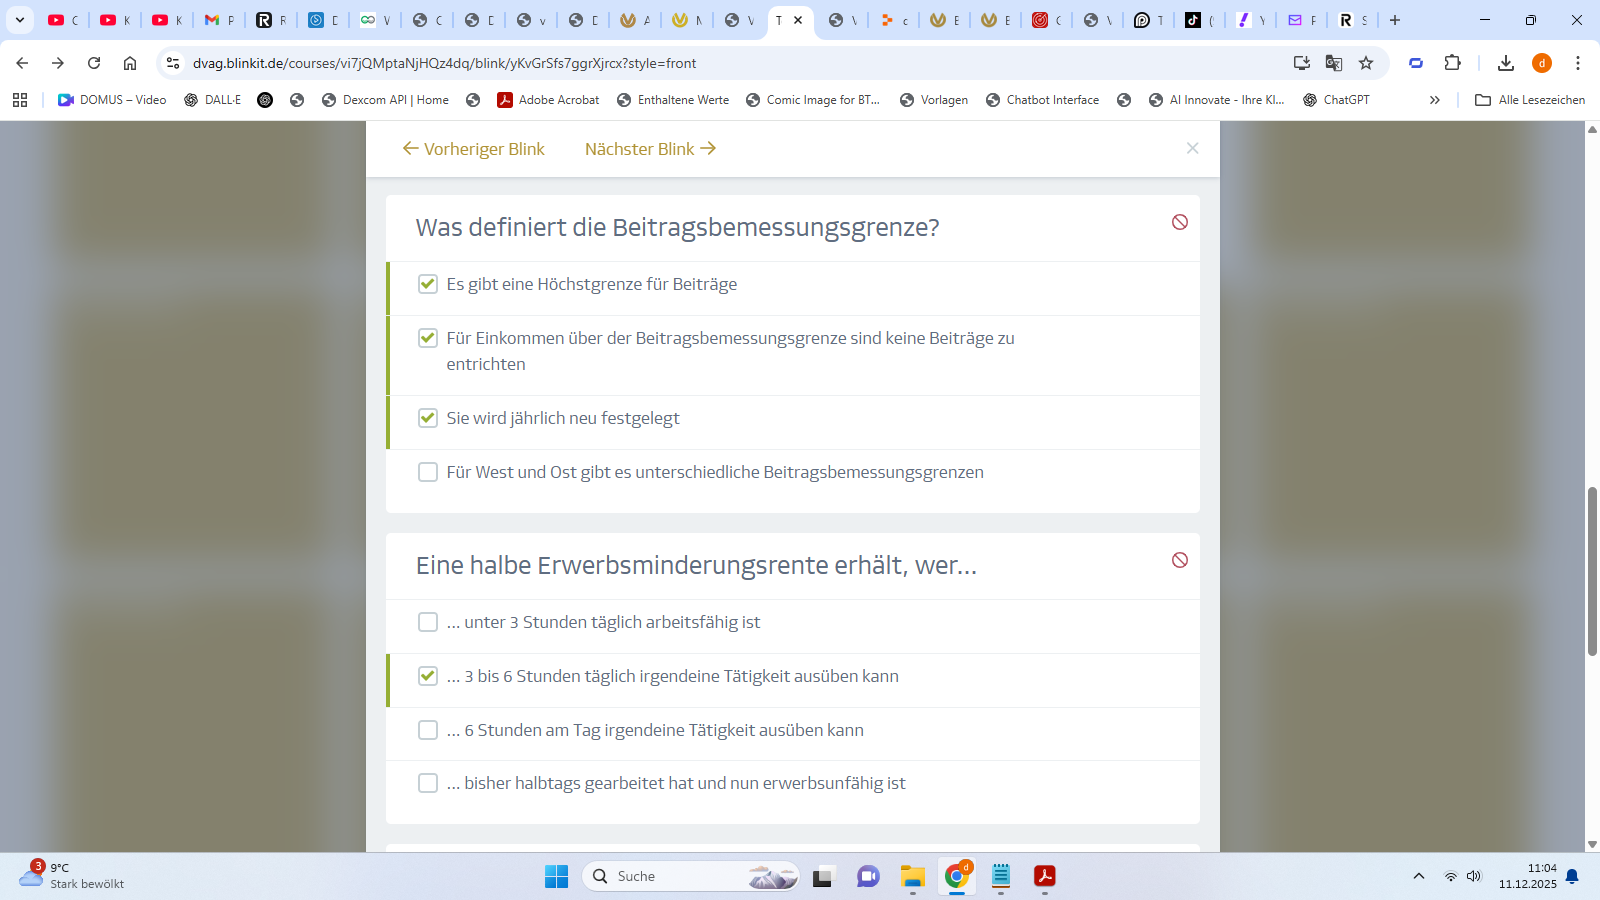 dvag.blinkit.de/courses/vi7jQMptaNjHQz4dq/blink/yKvGrSfs7ggrXjrcx?style=front
DOMUS – Video
DALL·E
Dexcom API | Home
Adobe Acrobat
Enthaltene Werte
Comic Image for BT...
Vorlagen
Chatbot Interface
AI Innovate - Ihre KI...
ChatGPT
Alle Lesezeichen
← Vorheriger Blink
Nächster Blink →
Was definiert die Beitragsbemessungsgrenze?
Es gibt eine Höchstgrenze für Beiträge
Für Einkommen über der Beitragsbemessungsgrenze sind keine Beiträge zu
entrichten
Sie wird jährlich neu festgelegt
Für West und Ost gibt es unterschiedliche Beitragsbemessungsgrenzen
Eine halbe Erwerbsminderungsrente erhält, wer...
... unter 3 Stunden täglich arbeitsfähig ist
... 3 bis 6 Stunden täglich irgendeine Tätigkeit ausüben kann
... 6 Stunden am Tag irgendeine Tätigkeit ausüben kann
... bisher halbtags gearbeitet hat und nun erwerbsunfähig ist
3
9°C
Stark bewölkt
Suche
11:04
11.12.2025